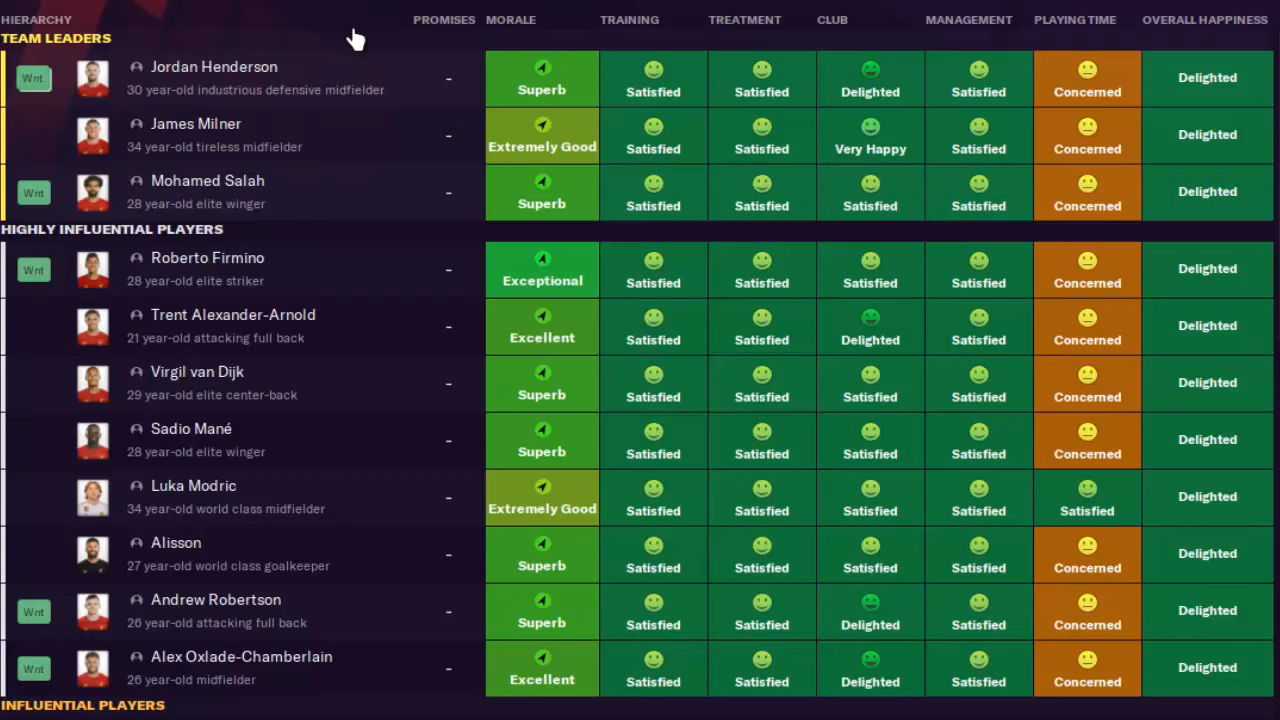 HIERARCHY PROMISES MORALE TRAINING TREATMENT CLUB MANAGEMENT PLAYING TIME OVERALL HAPPINESS
TEAM LEADERS
Wnt Jordan Henderson
30 year-old industrious defensive midfielder
- Superb Satisfied Satisfied Delighted Satisfied Concerned Delighted
James Milner
34 year-old tireless midfielder
- Extremely Good Satisfied Satisfied Very Happy Satisfied Concerned Delighted
Wnt Mohamed Salah
28 year-old elite winger
- Superb Satisfied Satisfied Satisfied Satisfied Concerned Delighted
HIGHLY INFLUENTIAL PLAYERS
Wnt Roberto Firmino
28 year-old elite striker
- Exceptional Satisfied Satisfied Satisfied Satisfied Concerned Delighted
Trent Alexander-Arnold
21 year-old attacking full back
- Excellent Satisfied Satisfied Delighted Satisfied Concerned Delighted
Virgil van Dijk
29 year-old elite center-back
- Superb Satisfied Satisfied Satisfied Satisfied Concerned Delighted
Sadio Mané
28 year-old elite winger
- Superb Satisfied Satisfied Satisfied Satisfied Concerned Delighted
Luka Modric
34 year-old world class midfielder
- Extremely Good Satisfied Satisfied Satisfied Satisfied Satisfied Delighted
Alisson
27 year-old world class goalkeeper
- Superb Satisfied Satisfied Satisfied Satisfied Concerned Delighted
Wnt Andrew Robertson
26 year-old attacking full back
- Superb Satisfied Satisfied Delighted Satisfied Concerned Delighted
Wnt Alex Oxlade-Chamberlain
26 year-old midfielder
- Excellent Satisfied Satisfied Delighted Satisfied Concerned Delighted
INFLUENTIAL PLAYERS